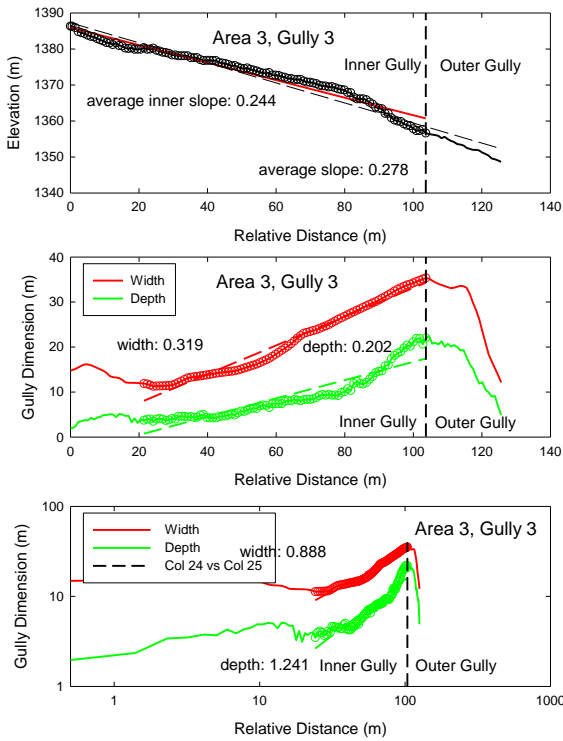 1390
Area 3, Gully 3
1380
Inner Gully Outer Gully
1370
average inner slope: 0.244
1360
1350
average slope: 0.278
1340
Elevation (m)
0 20 40 60 80 100 120 140
Relative Distance (m)
40
Width
Area 3, Gully 3
Depth
30
width: 0.319
depth: 0.202
20
10
Inner Gully Outer Gully
0
Gully Dimension (m)
0 20 40 60 80 100 120 140
Relative Distance (m)
100
Width
Area 3, Gully 3
Depth
width: 0.888
Col 24 vs Col 25
10
depth: 1.241
Inner Gully Outer Gully
1
Gully Dimension (m)
1 10 100 1000
Relative Distance (m)